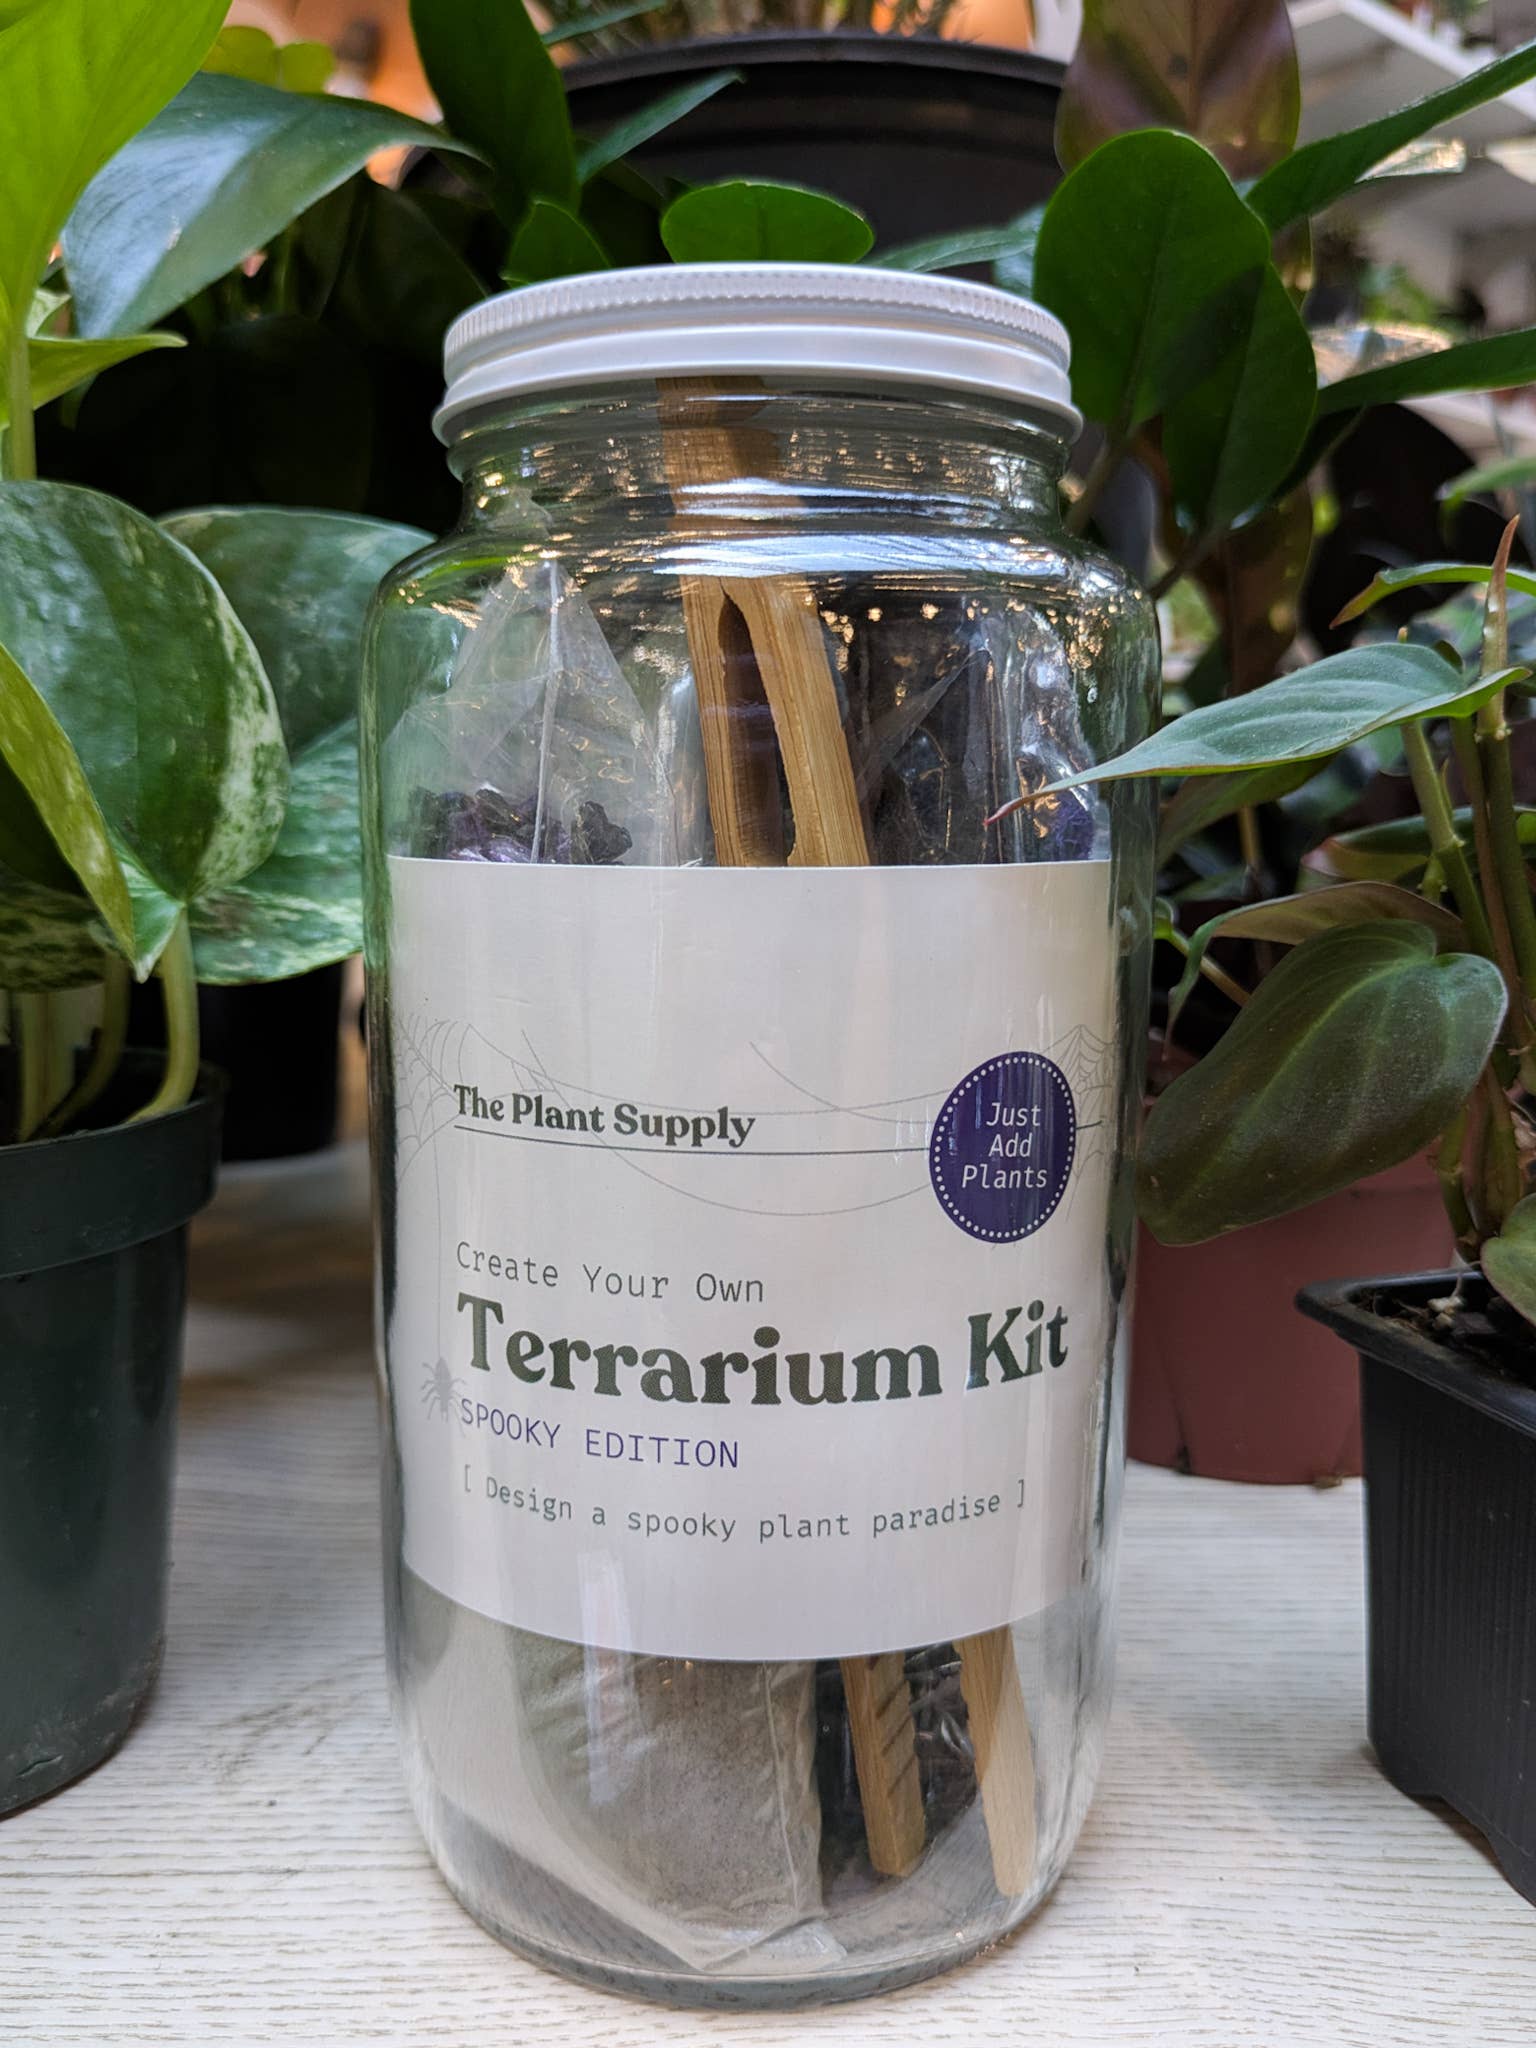 The Plant Supply
Just
Add
Plants
Create Your Own
Terrarium Kit
SPOOKY EDITION
[ Design a spooky plant paradise ]